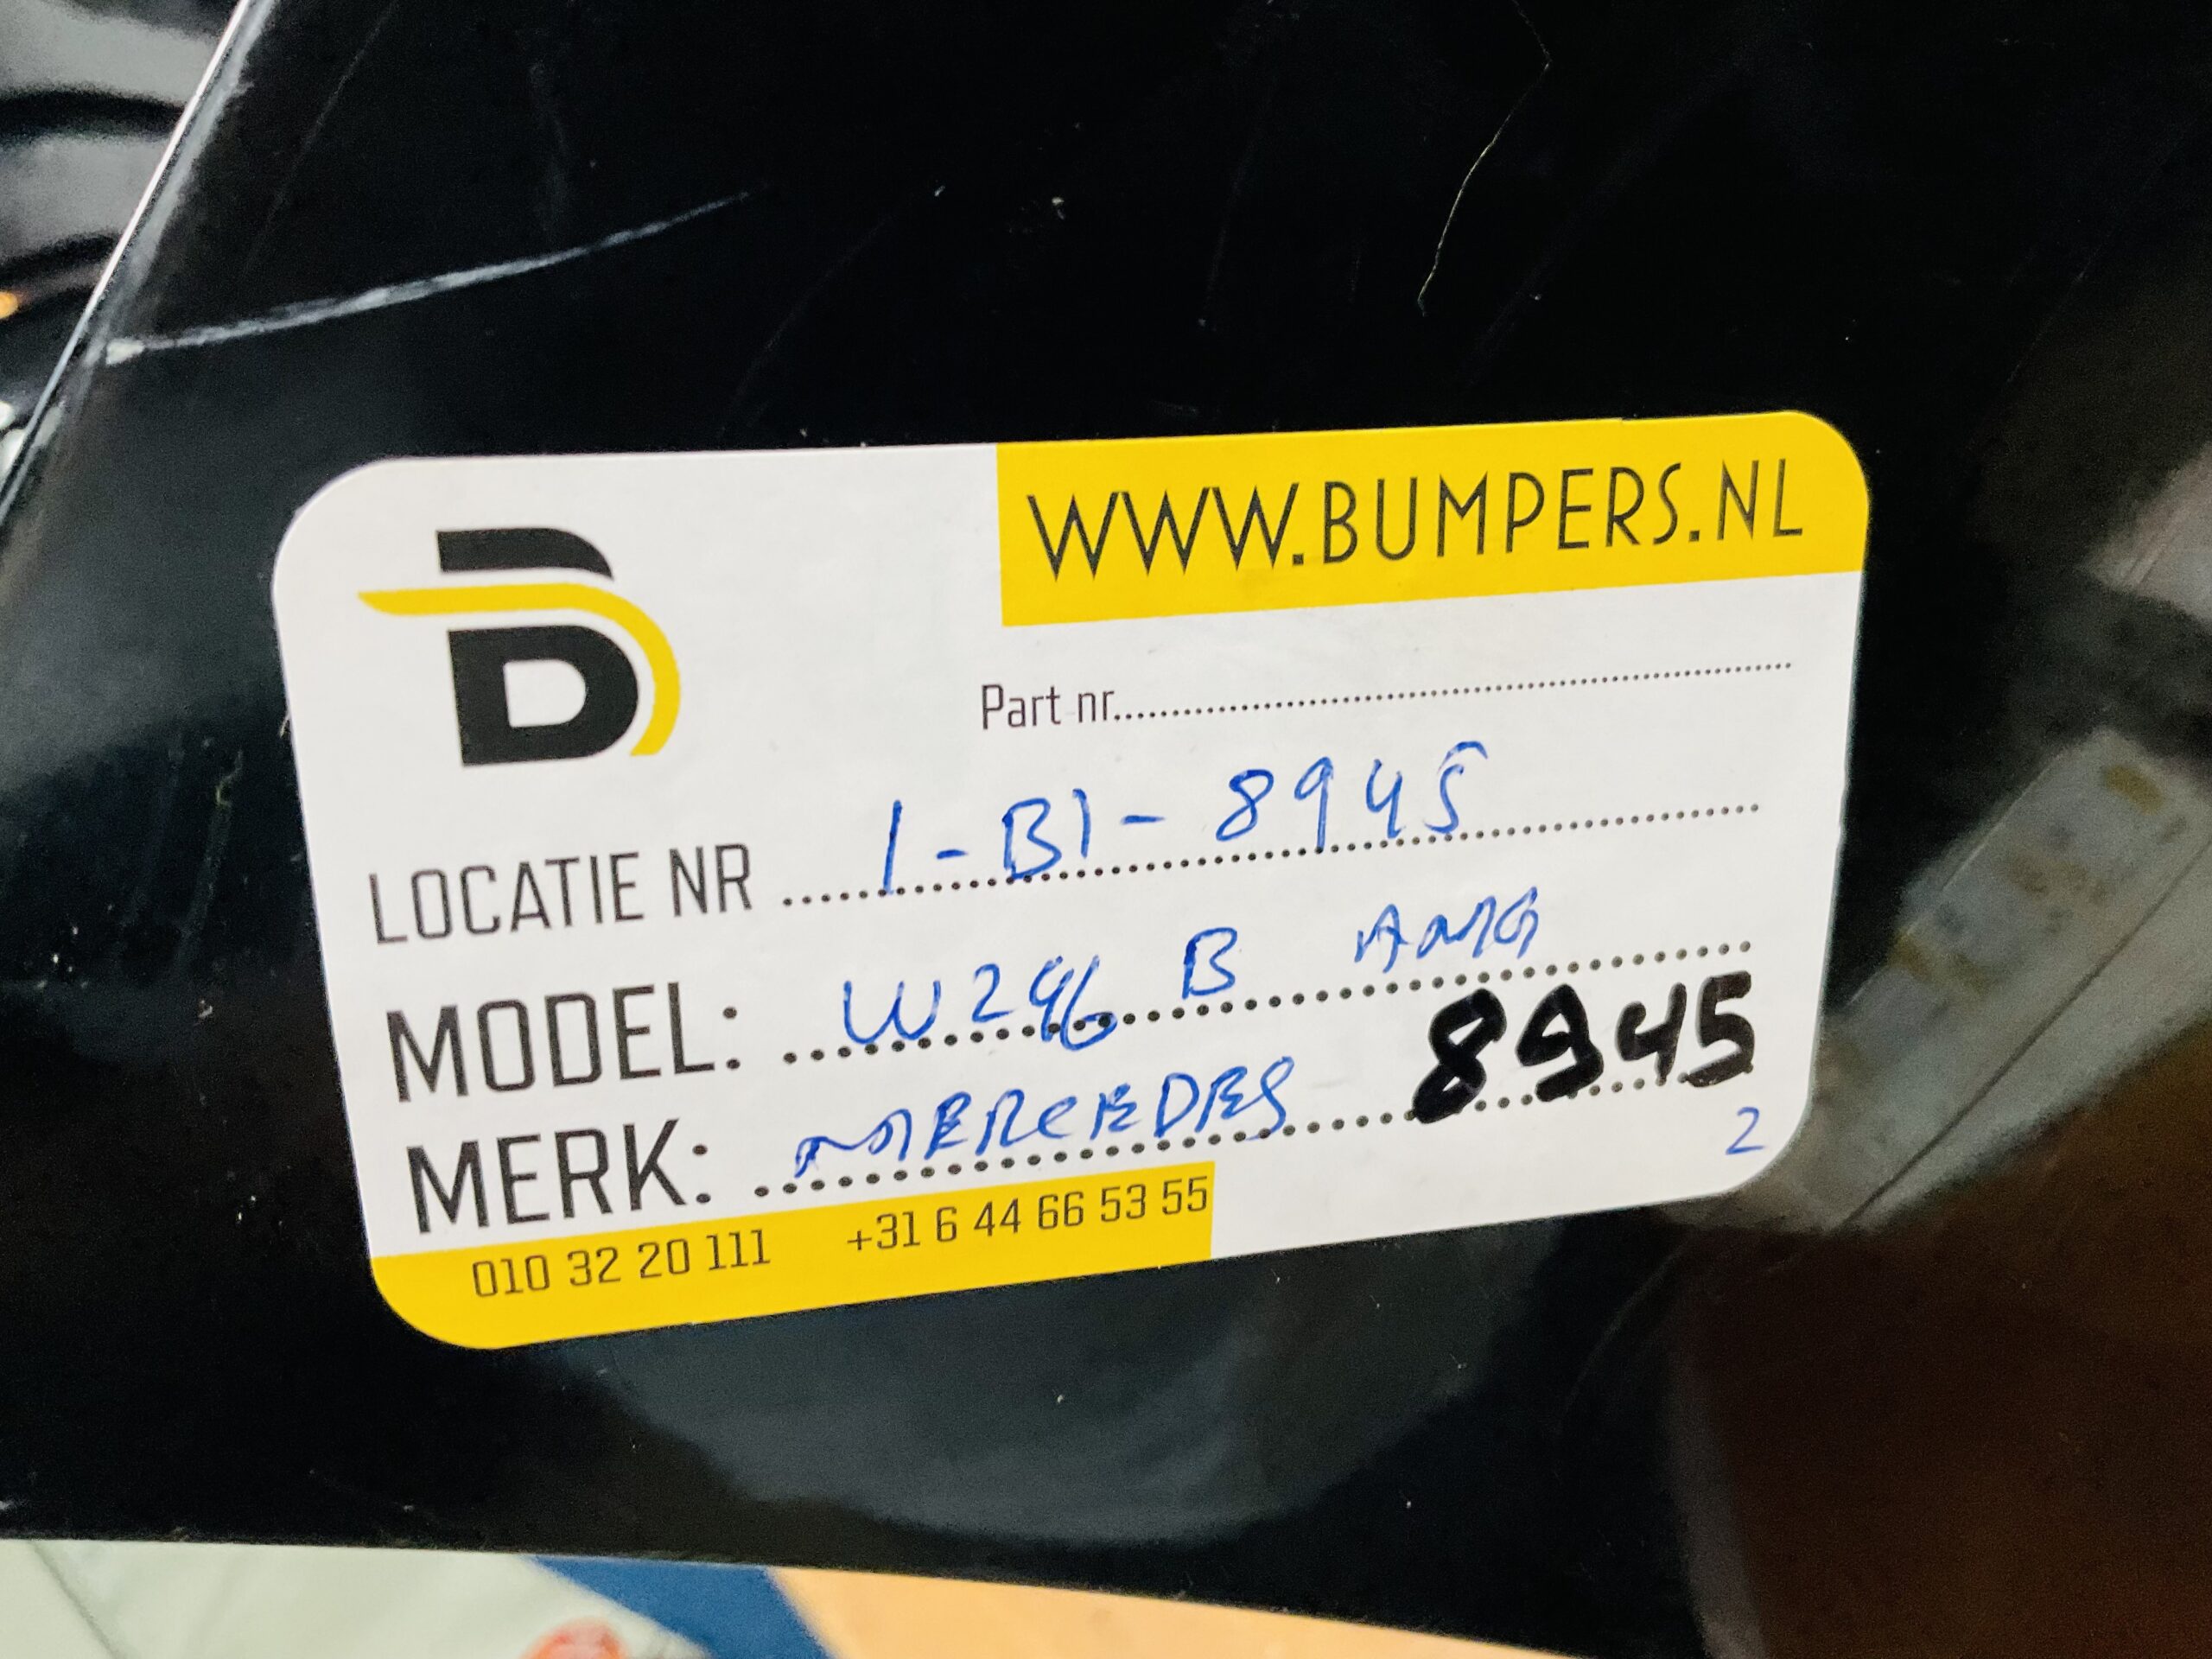 WWW.BUMPERS.NL
Part nr
LOCATIE NR 1-B1-8945
MODEL: W246 B AMG
MERK: MERCEDES 8945
2
010 32 20 111 +31 6 44 66 53 55